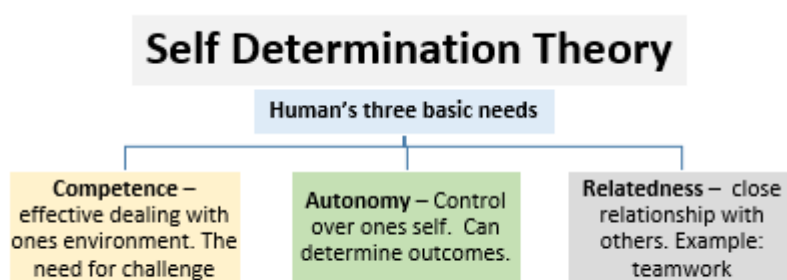 Self Determination Theory
Human's three basic needs
Competence –
effective dealing with
ones environment. The
need for challenge
Autonomy – Control
over ones self.  Can
determine outcomes.
Relatedness –  close
relationship with
others. Example:
teamwork